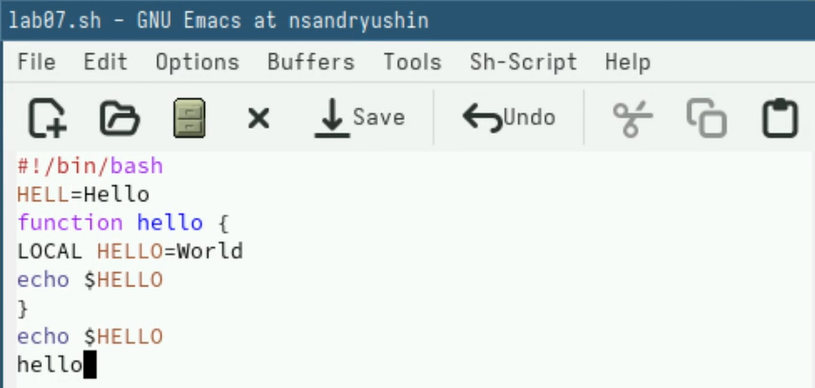 lab07.sh - GNU Emacs at nsandryushin
File Edit Options Buffers Tools Sh-Script Help
Save Undo
#!/bin/bash
HELL=Hello
function hello {
LOCAL HELLO=World
echo $HELLO
}
echo $HELLO
hello